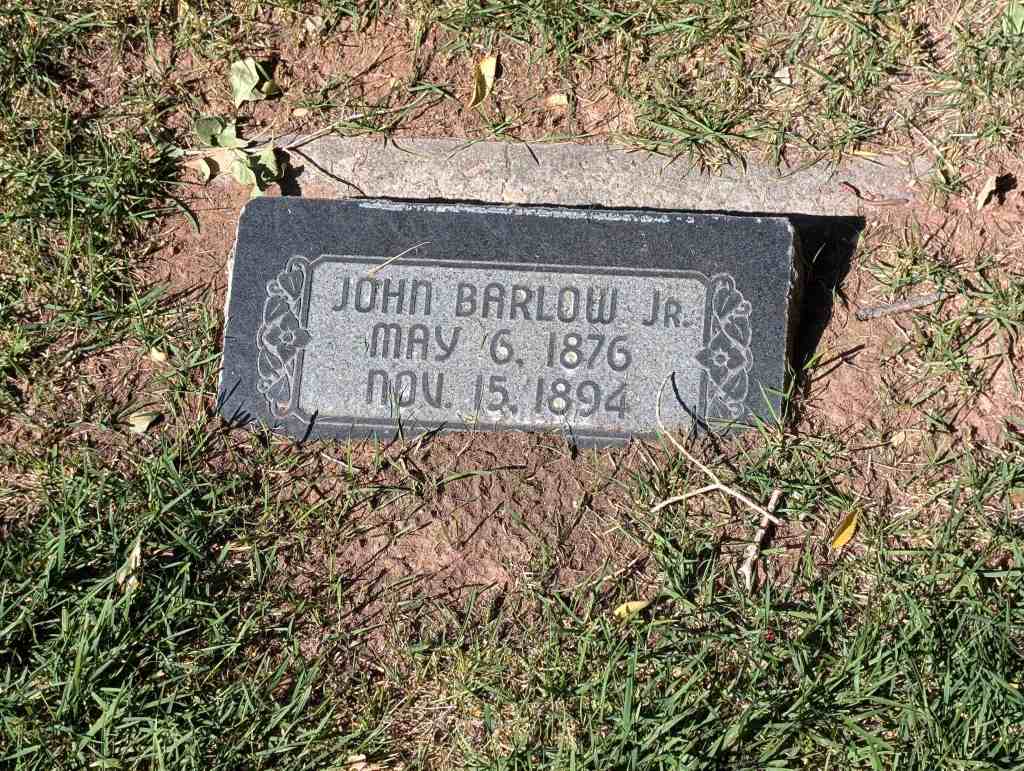 JOHN BARLOW JR.
MAY 6, 1876
NOV. 15, 1894